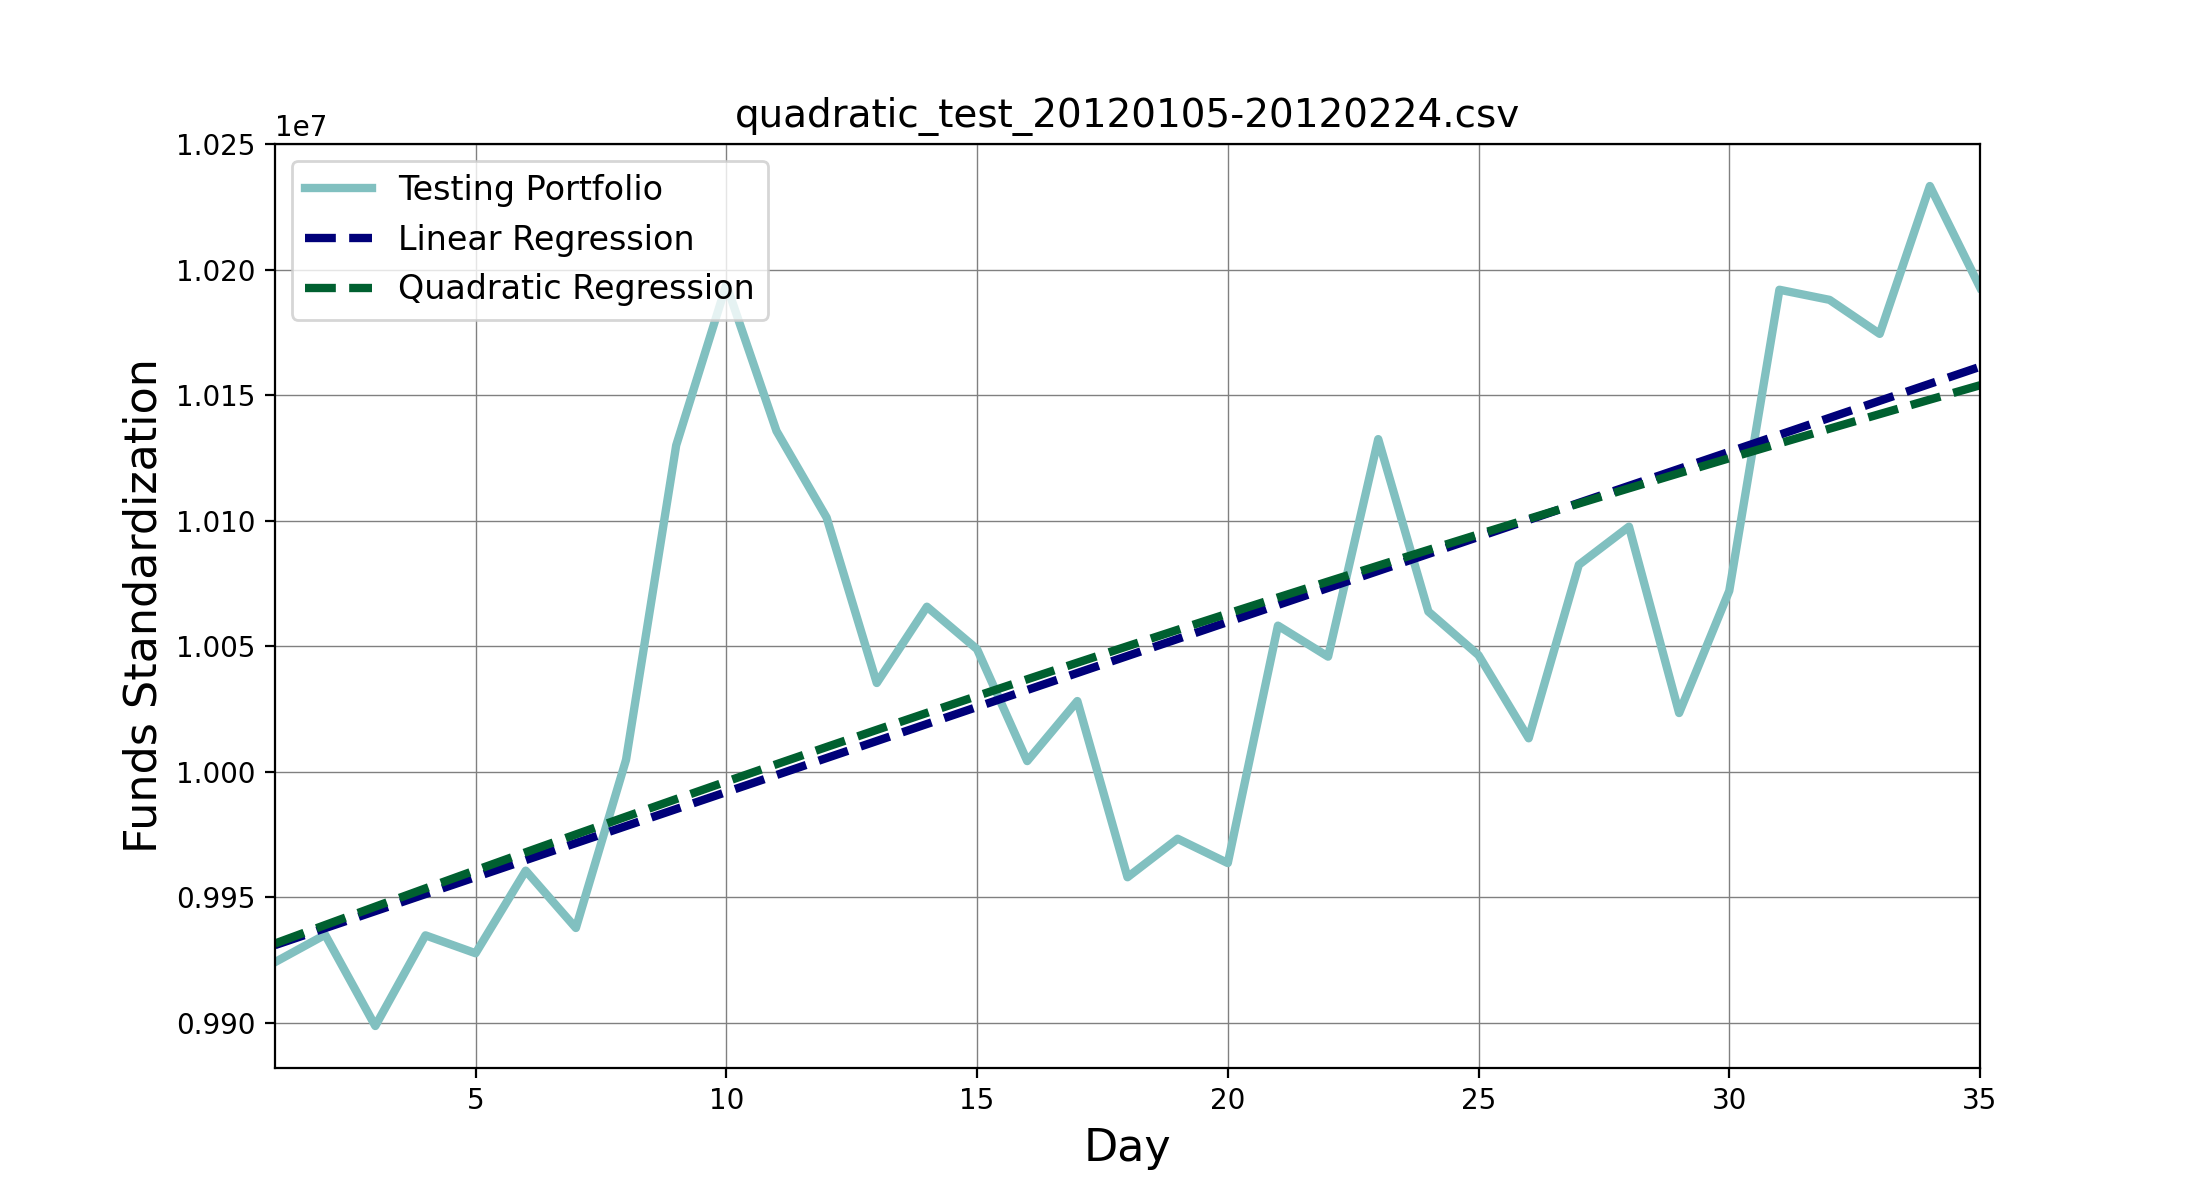 quadratic_test_20120105-20120224.csv
1e7
1.025
1.020
1.015
1.010
1.005
1.000
0.995
0.990
Funds Standardization
Testing Portfolio
Linear Regression
Quadratic Regression
5 10 15 20 25 30 35
Day